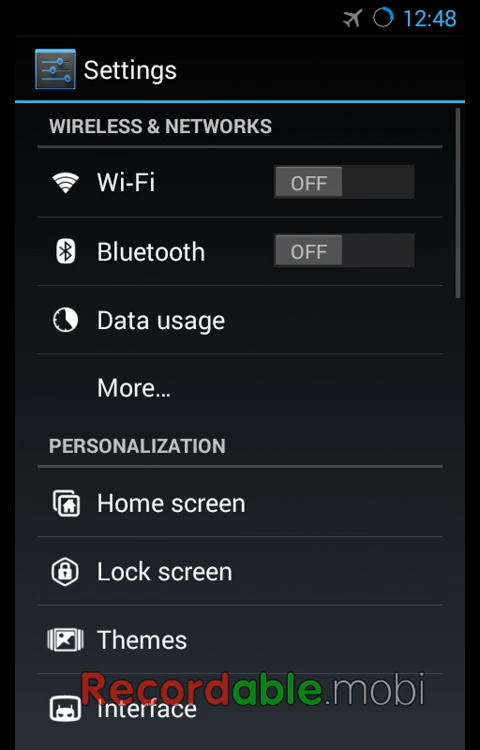 12:48
Settings
WIRELESS & NETWORKS
Wi-Fi OFF
Bluetooth OFF
Data usage
More...
PERSONALIZATION
Home screen
Lock screen
Themes
Recordable.mobi
Interface